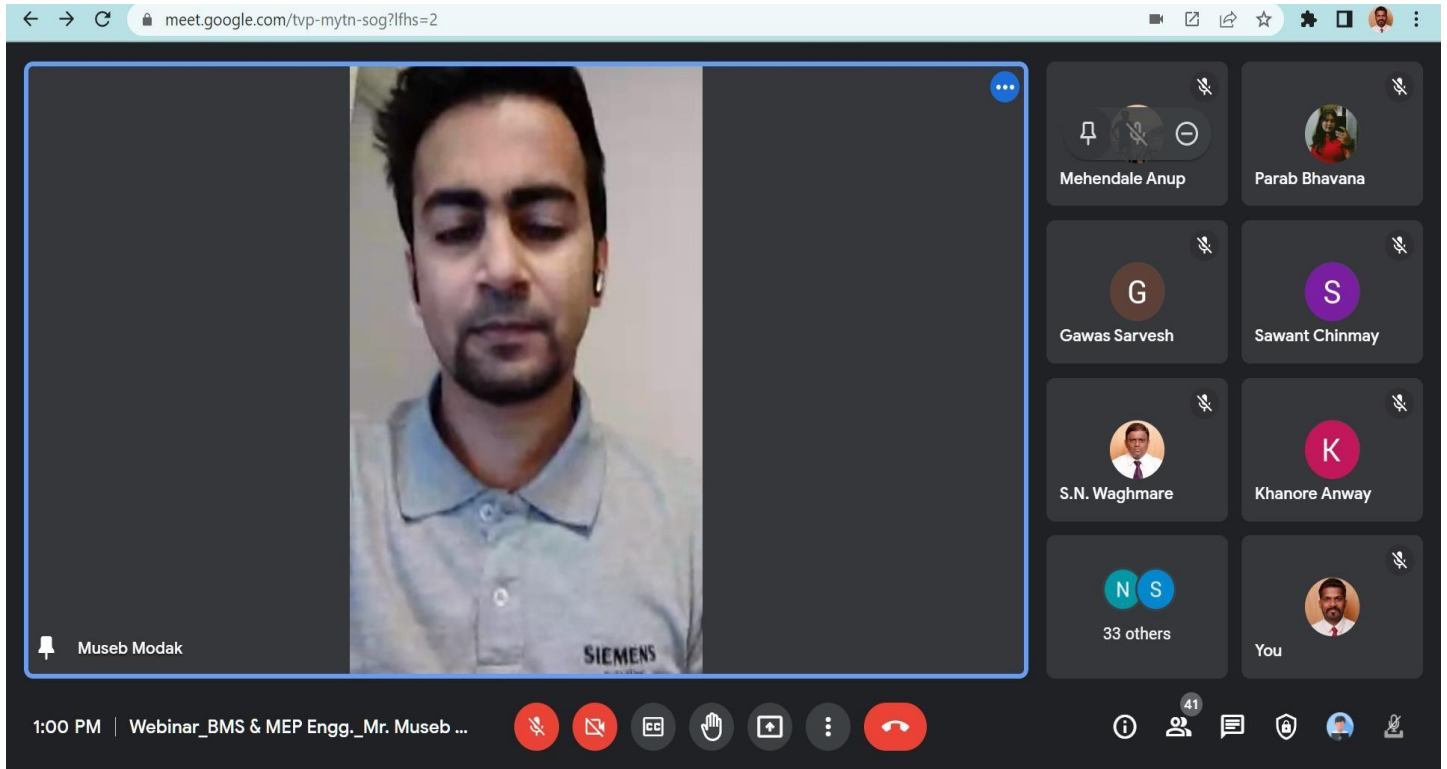 meet.google.com/tvp-mytn-sog?lfhs=2
Museb Modak
SIEMENS
Mehendale Anup
Parab Bhavana
G
Gawas Sarvesh
S
Sawant Chinmay
S.N. Waghmare
K
Khanore Anway
N S
33 others
You
1:00 PM | Webinar_BMS & MEP Engg._Mr. Museb ...
CC
41